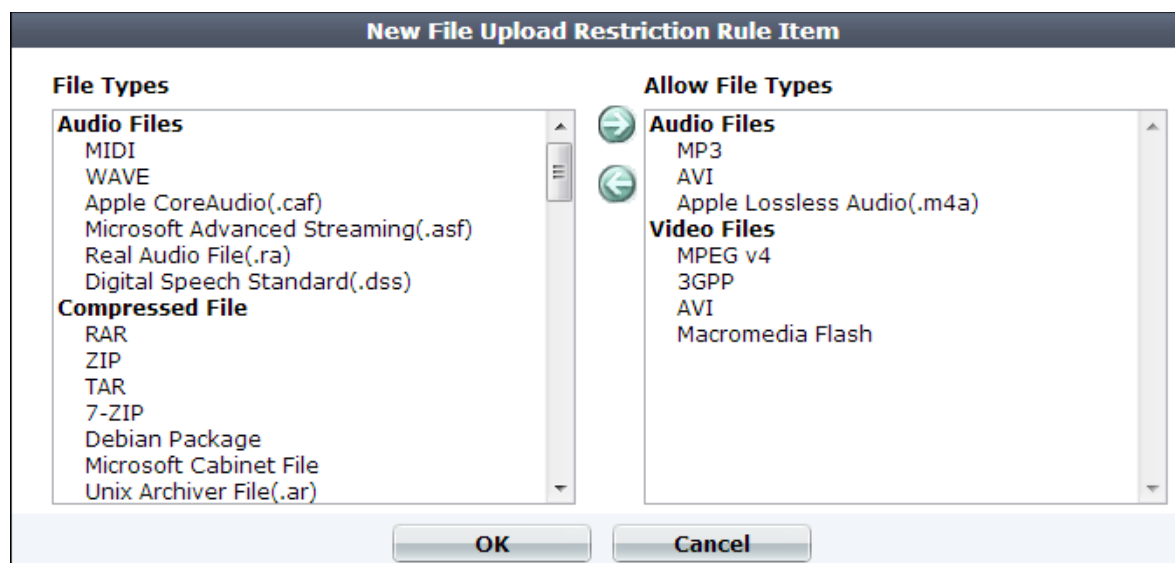 New File Upload Restriction Rule Item
File Types
Audio Files
MIDI
WAVE
Apple CoreAudio(.caf)
Microsoft Advanced Streaming(.asf)
Real Audio File(.ra)
Digital Speech Standard(.dss)
Compressed File
RAR
ZIP
TAR
7-ZIP
Debian Package
Microsoft Cabinet File
Unix Archiver File(.ar)
Allow File Types
Audio Files
MP3
AVI
Apple Lossless Audio(.m4a)
Video Files
MPEG v4
3GPP
AVI
Macromedia Flash
OK
Cancel